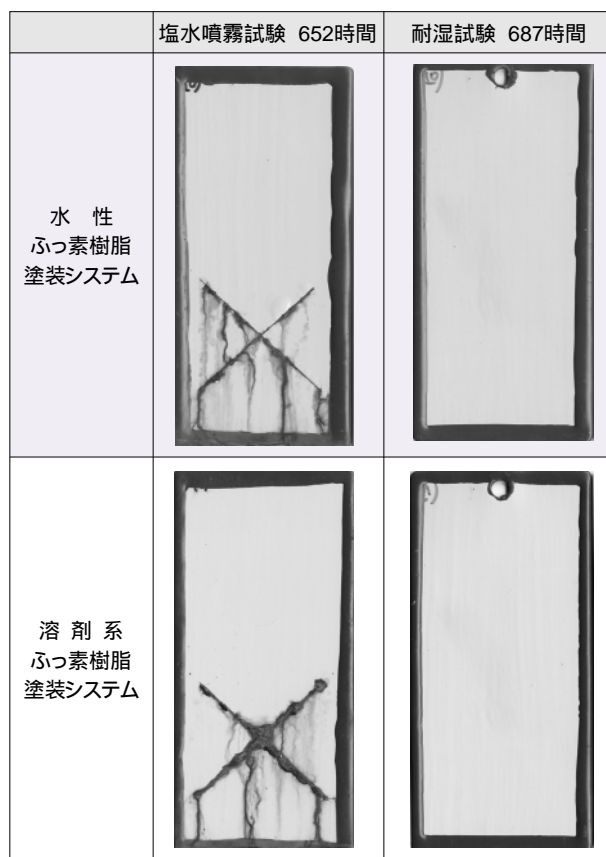 塩水噴霧試験 652時間
耐湿試験 687時間
水 性
ふっ素樹脂
塗装システム
溶 剤 系
ふっ素樹脂
塗装システム